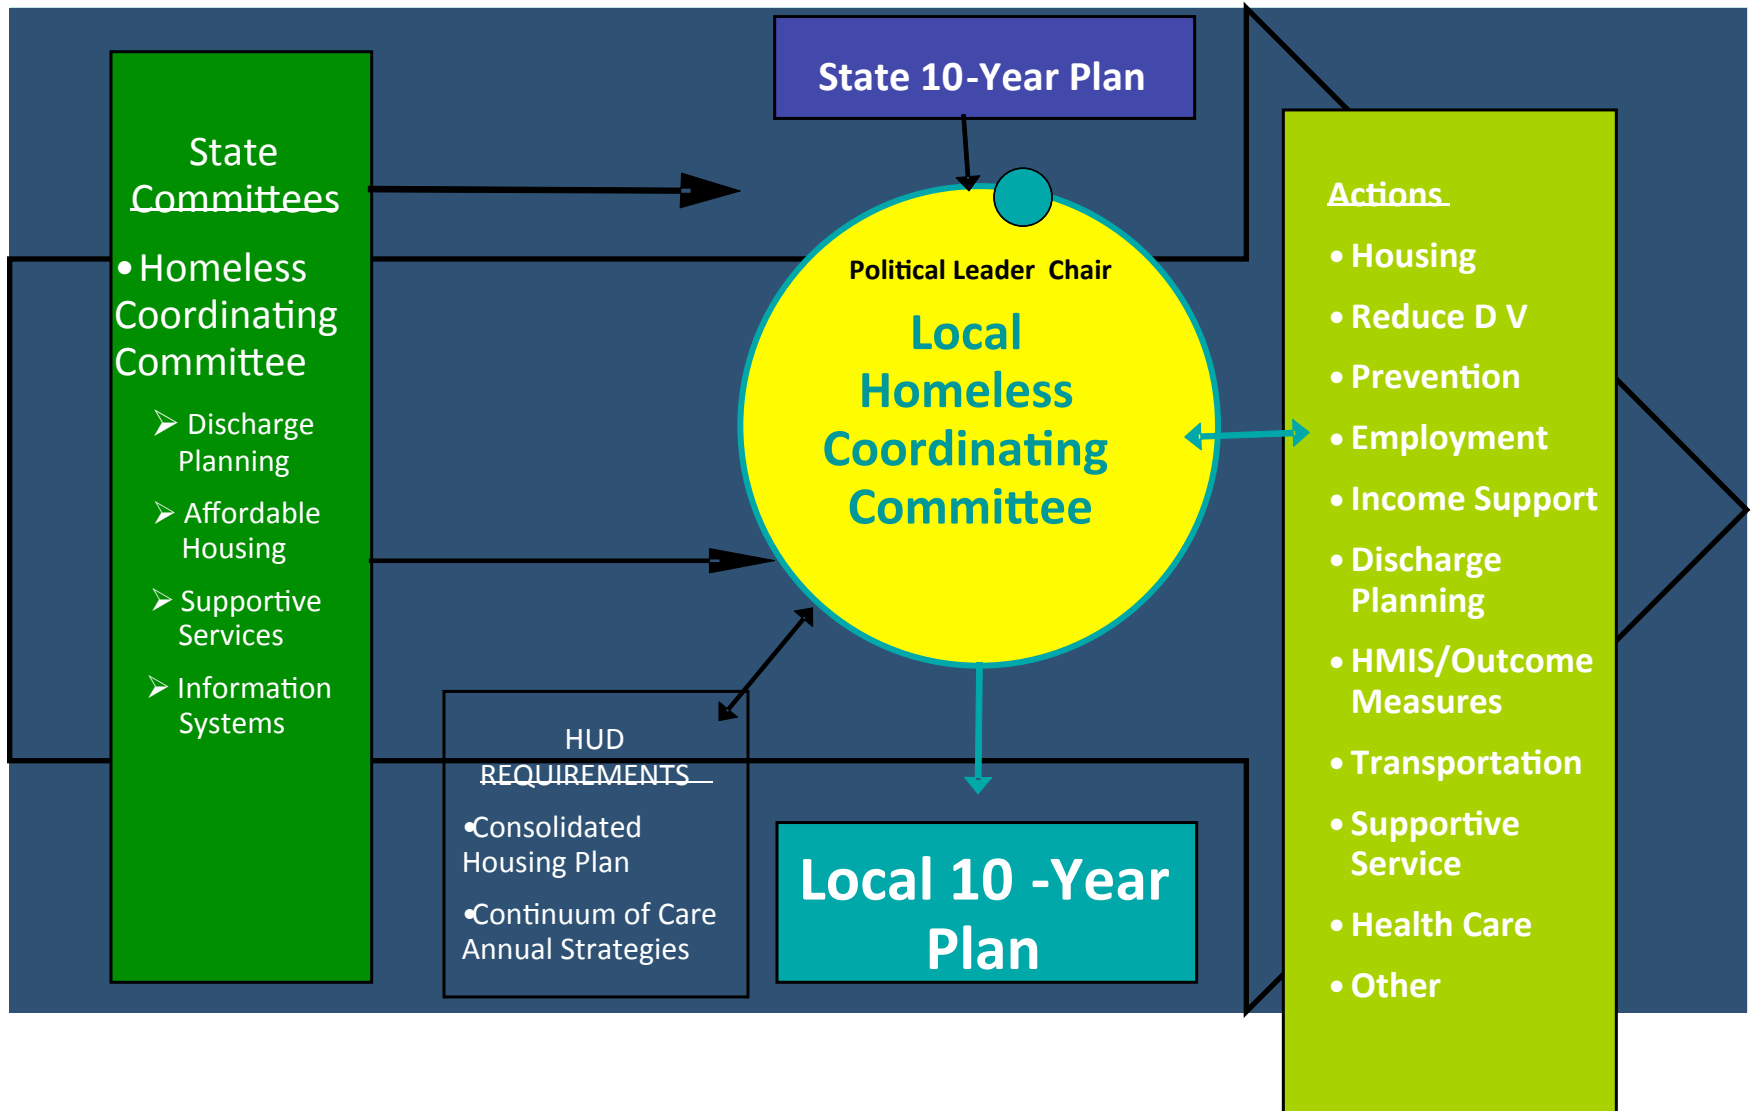 State 10-Year Plan
State
Committees
•Homeless
Coordinating
Committee
➢ Discharge
Planning
➢ Affordable
Housing
➢ Supportive
Services
➢ Information
Systems
Political Leader Chair
Local
Homeless
Coordinating
Committee
HUD
REQUIREMENTS
•Consolidated
Housing Plan
•Continuum of Care
Annual Strategies
Local 10 -Year
Plan
Actions
• Housing
• Reduce D V
• Prevention
• Employment
• Income Support
• Discharge
Planning
• HMIS/Outcome
Measures
• Transportation
• Supportive
Service
• Health Care
• Other